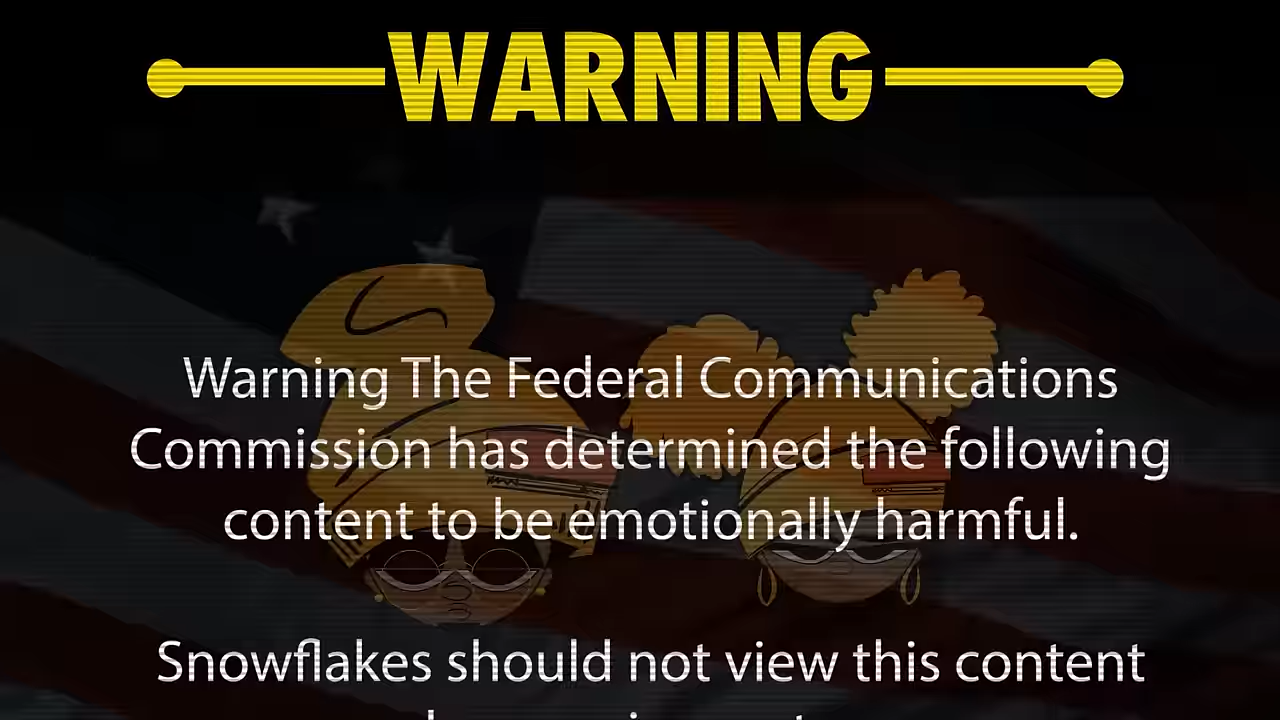 WARNING
Warning The Federal Communications
Commission has determined the following
content to be emotionally harmful.
Snowflakes should not view this content